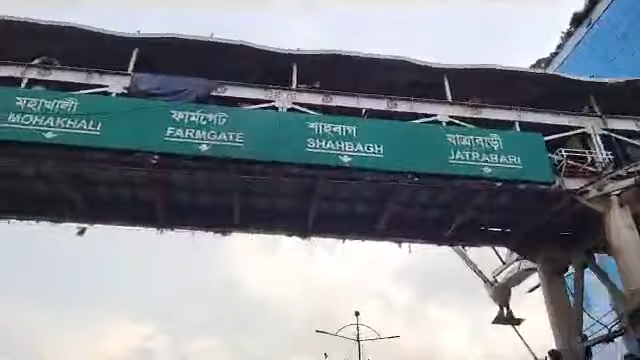 মহাখালী
MOHAKHALI
ফার্মগেট
FARMGATE
শাহবাগ
SHAHBAGH
যাত্রাবাড়ী
JATRABARI